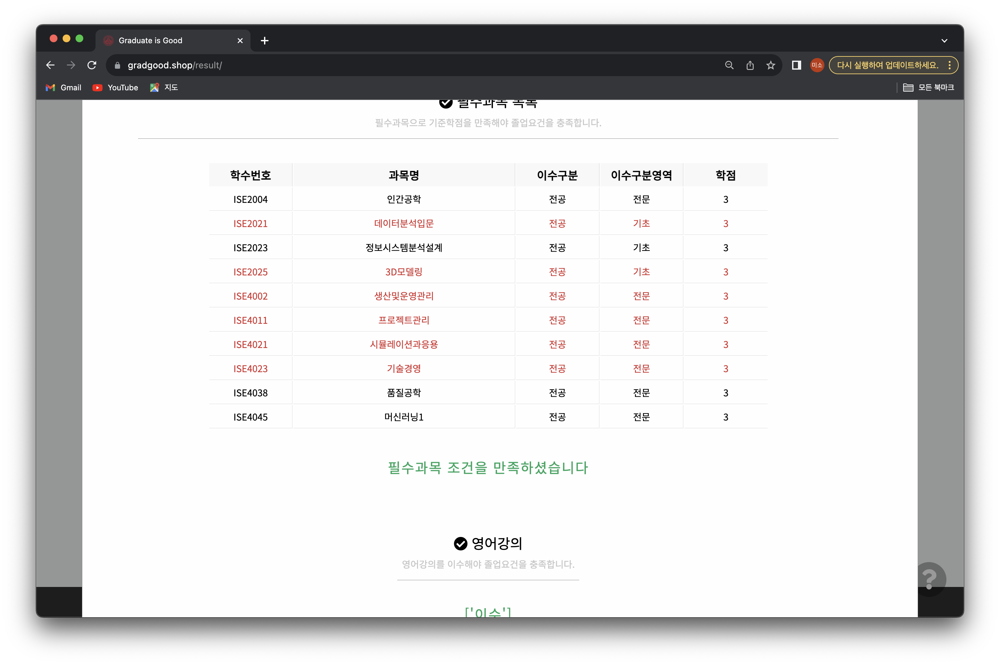 Graduate is Good
gradgood.shop/result/
미소
다시 실행하여 업데이트하세요.
Gmail
YouTube
지도
모든 북마크
필수과목 목록
필수과목으로 기준학점을 만족해야 졸업요건을 충족합니다.
학수번호 과목명 이수구분 이수구분영역 학점
ISE2004 인간공학 전공 전문 3
ISE2021 데이터분석입문 전공 기초 3
ISE2023 정보시스템분석설계 전공 기초 3
ISE2025 3D모델링 전공 기초 3
ISE4002 생산및운영관리 전공 전문 3
ISE4011 프로젝트관리 전공 전문 3
ISE4021 시뮬레이션과응용 전공 전문 3
ISE4023 기술경영 전공 전문 3
ISE4038 품질공학 전공 전문 3
ISE4045 머신러닝1 전공 전문 3
필수과목 조건을 만족하셨습니다
영어강의
영어강의를 이수해야 졸업요건을 충족합니다.
['이수']
?